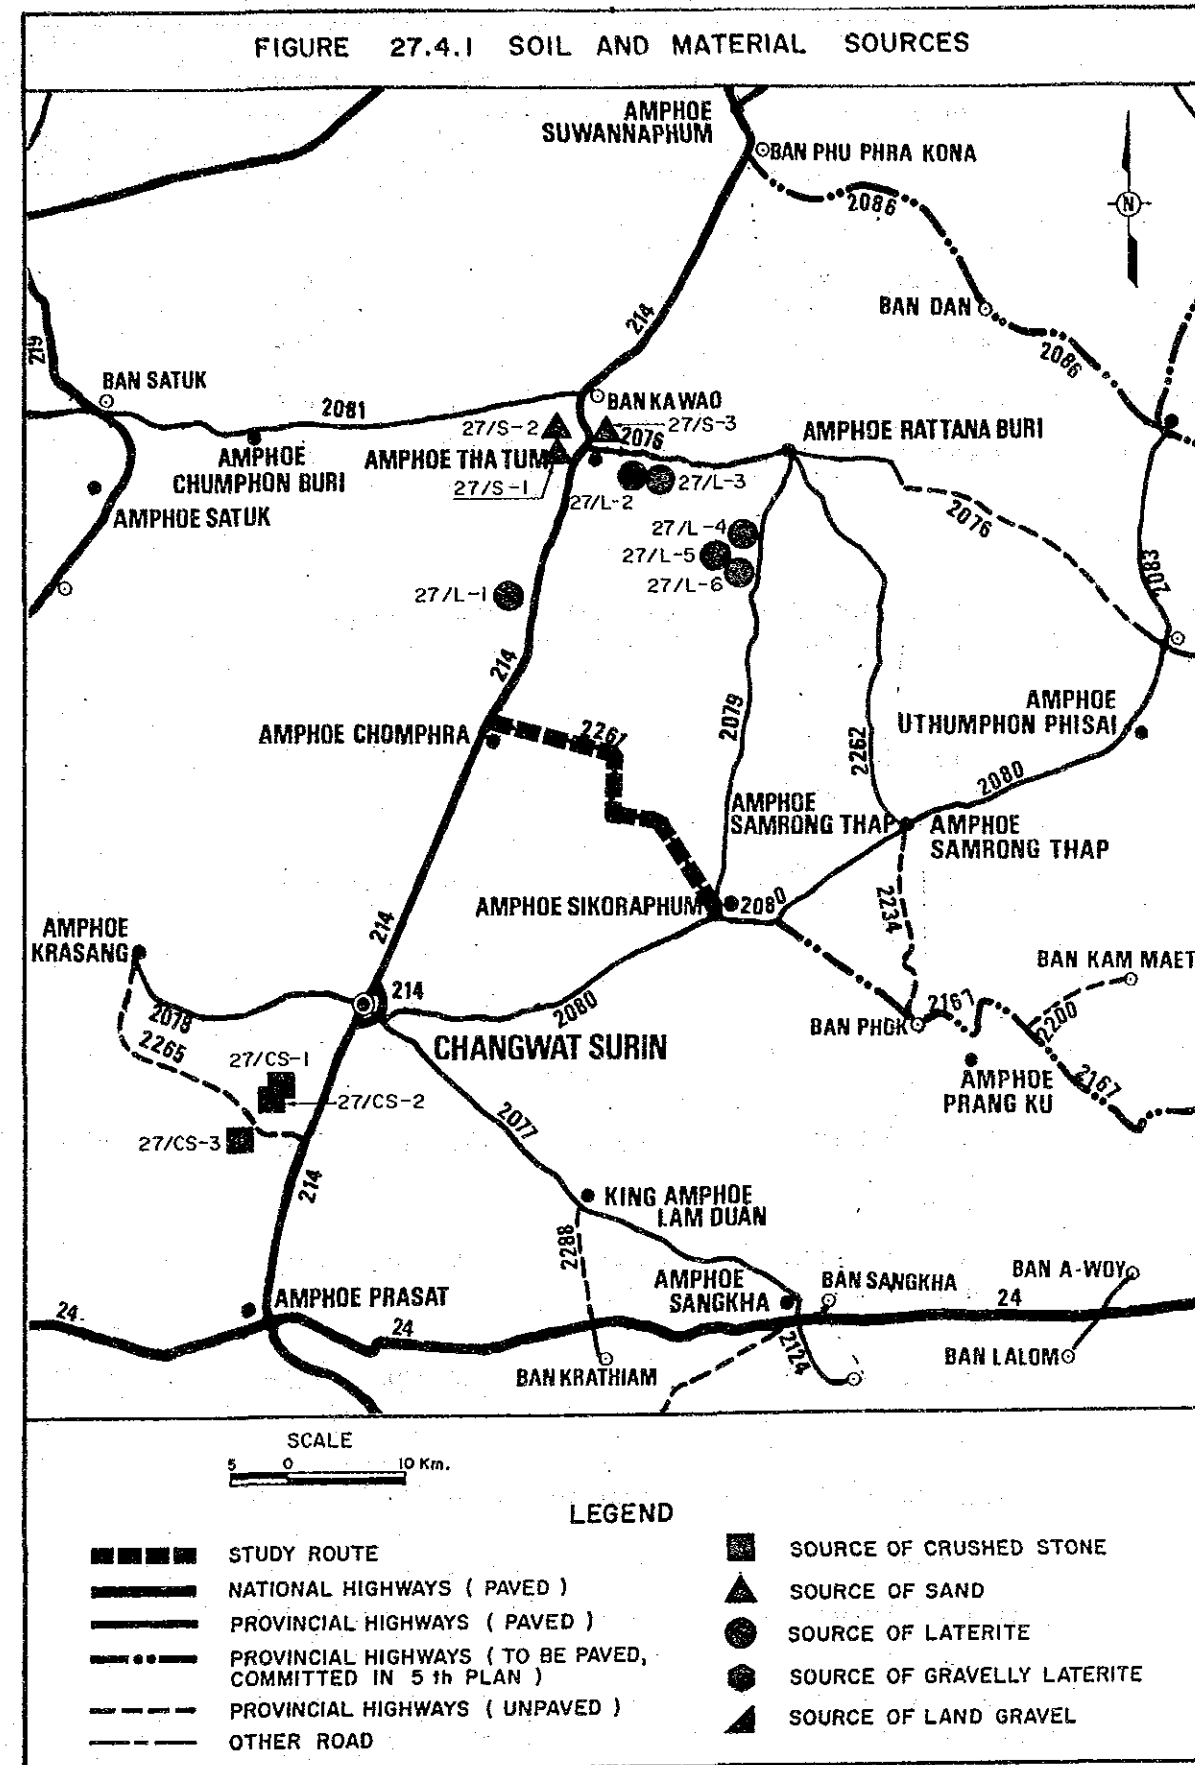 FIGURE 27.4.1 SOIL AND MATERIAL SOURCES
AMPHOE
SUWANNAPHUM
BAN PHU PHRA KONA
2086
N
BAN DAN
214
219
2086
BAN SATUK
2081
BAN KAWAO
27/S-2
27/S-3
2076
AMPHOE RATTANA BURI
AMPHOE
CHUMPHON BURI
AMPHOE THA TUM
27/S-1
27/L-2
27/L-3
AMPHOE SATUK
27/L-4
2076
27/L-5
27/L-6
2083
27/L-1
214
AMPHOE
UTHUMPHON PHISAI
AMPHOE CHOMPHRA
2261
2079
2262
2080
AMPHOE
SAMRONG THAP
AMPHOE
SAMRONG THAP
AMPHOE SIKORAPHUM
2080
2234
214
AMPHOE
KRASANG
BAN KAM MAET
214
2078
2080
2167
2200
BAN PHOK
2265
CHANGWAT SURIN
27/CS-1
AMPHOE
PRANG KU
2167
27/CS-2
2077
27/CS-3
214
KING AMPHOE
LAM DUAN
2288
AMPHOE
SANGKHA
BAN SANGKHA
BAN A-WOY
AMPHOE PRASAT
24
24
24
2124
BAN LALOM
BAN KRATHIAM
SCALE
5 0 10 Km.
LEGEND
STUDY ROUTE
NATIONAL HIGHWAYS ( PAVED )
PROVINCIAL HIGHWAYS ( PAVED )
PROVINCIAL HIGHWAYS ( TO BE PAVED,
COMMITTED IN 5 th PLAN )
PROVINCIAL HIGHWAYS ( UNPAVED )
OTHER ROAD
SOURCE OF CRUSHED STONE
SOURCE OF SAND
SOURCE OF LATERITE
SOURCE OF GRAVELLY LATERITE
SOURCE OF LAND GRAVEL